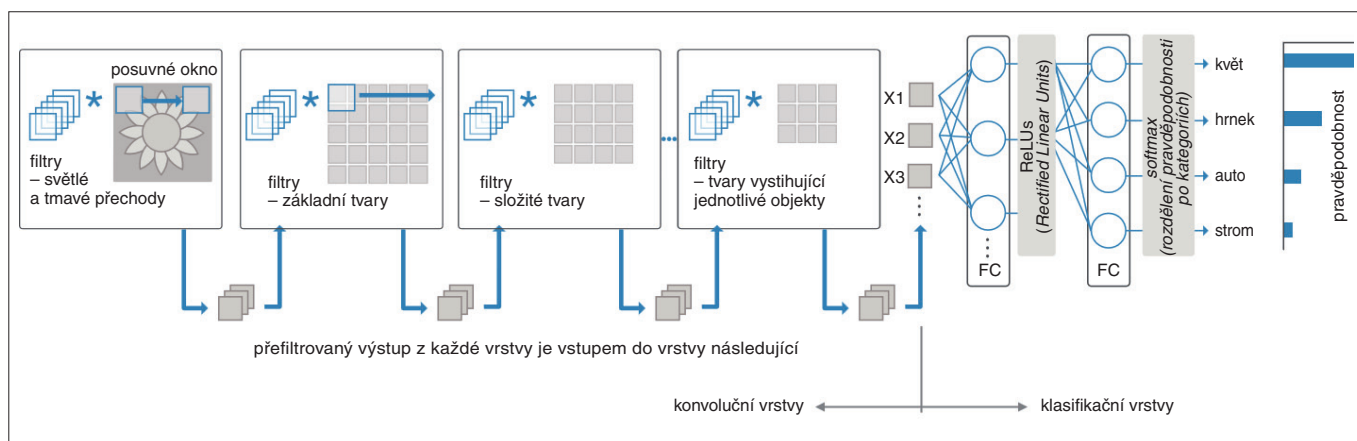 posuvné okno
*
filtry
– světlé
a tmavé přechody
*
filtry
– základní tvary
*
filtry
– složité tvary
...
*
filtry
– tvary vystihující
jednotlivé objekty
X1
X2
X3
FC
ReLUs
(Rectified Linear Units)
FC
softmax
(rozdělení pravděpodobnosti
po kategoriích)
květ
hrnek
auto
strom
pravděpodobnost
přefiltrovaný výstup z každé vrstvy je vstupem do vrstvy následující
konvoluční vrstvy
klasifikační vrstvy